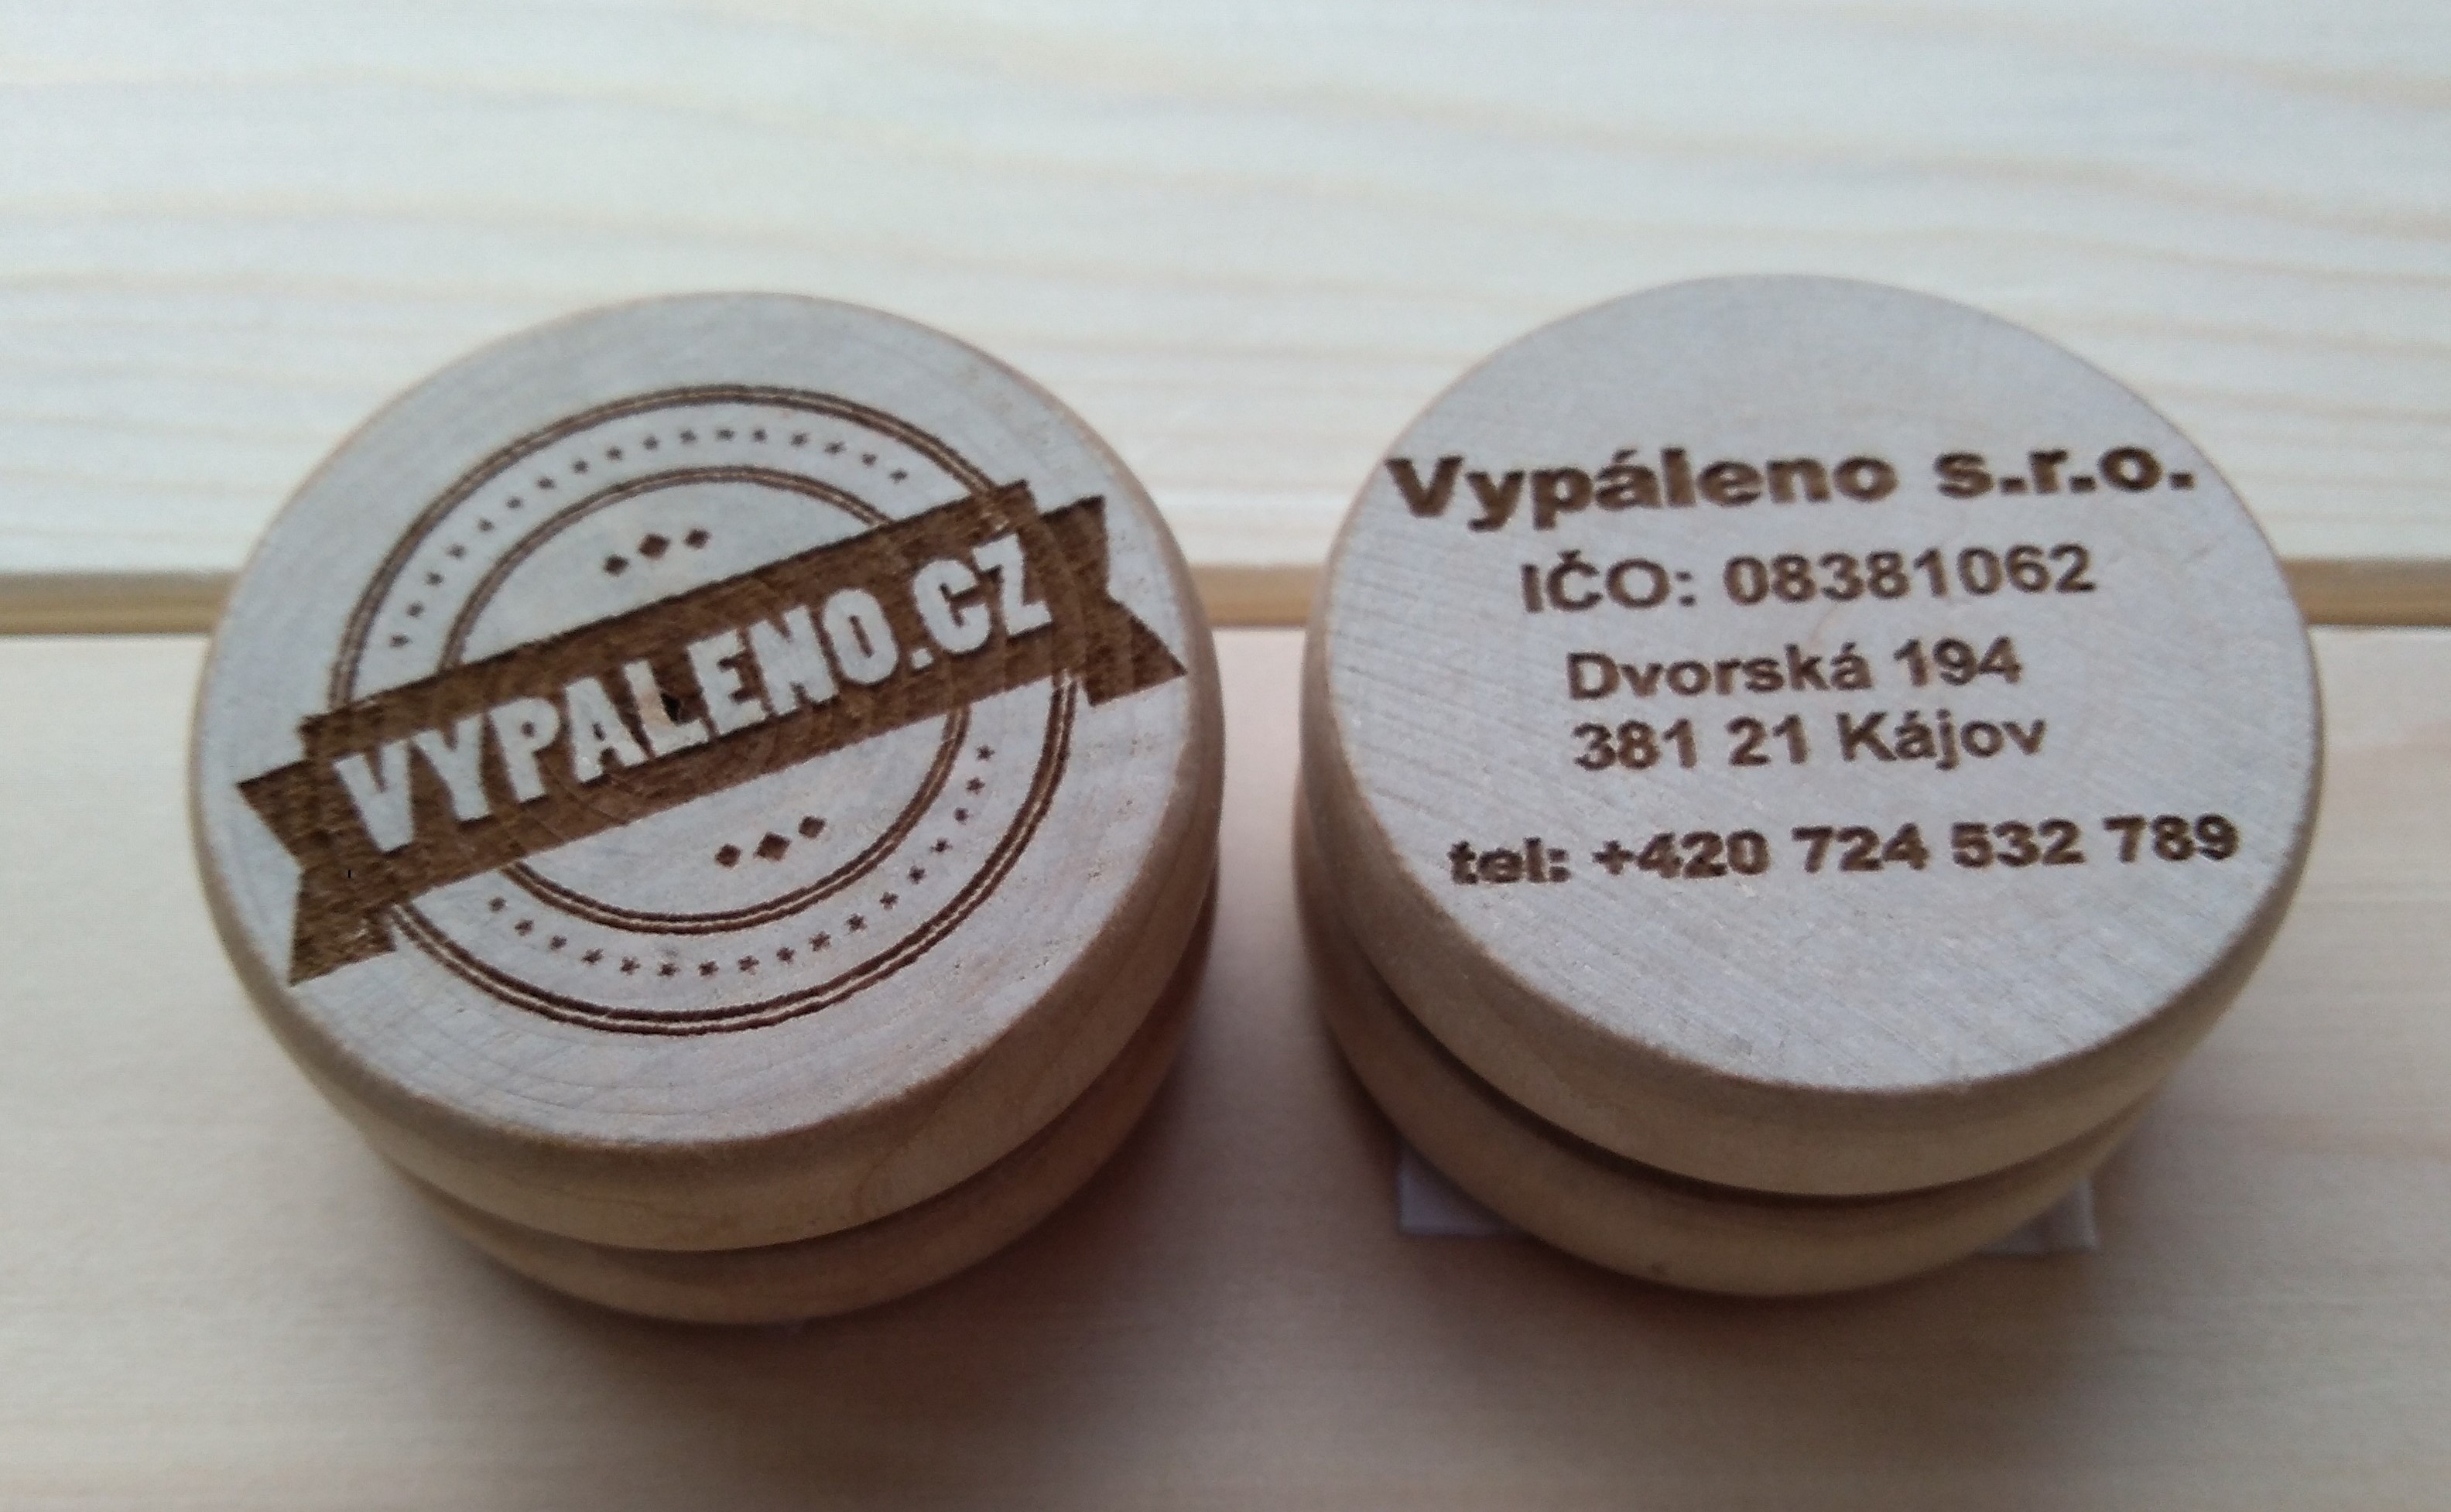 VYPALENO.CZ
Vypáleno s.r.o.
IČO: 08381062
Dvorská 194
381 21 Kájov
tel: +420 724 532 789